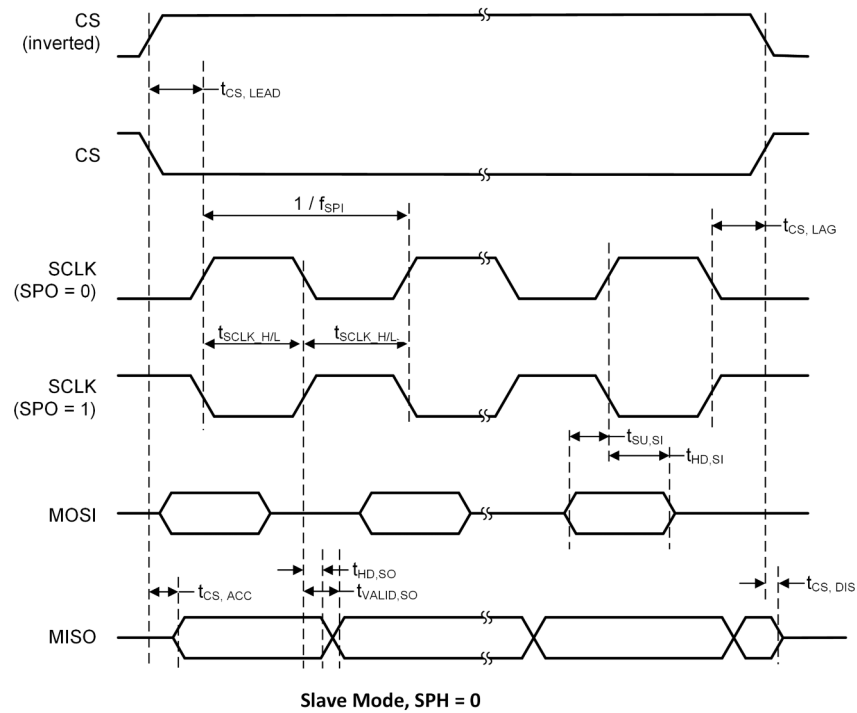 CS
(inverted)
tCS, LEAD
CS
1 / fSPI
tCS, LAG
SCLK
(SPO = 0)
tSCLK_H/L
tSCLK_H/L
SCLK
(SPO = 1)
tSU,SI
tHD,SI
MOSI
tHD,SO
tVALID,SO
tCS, ACC
tCS, DIS
MISO
Slave Mode, SPH = 0